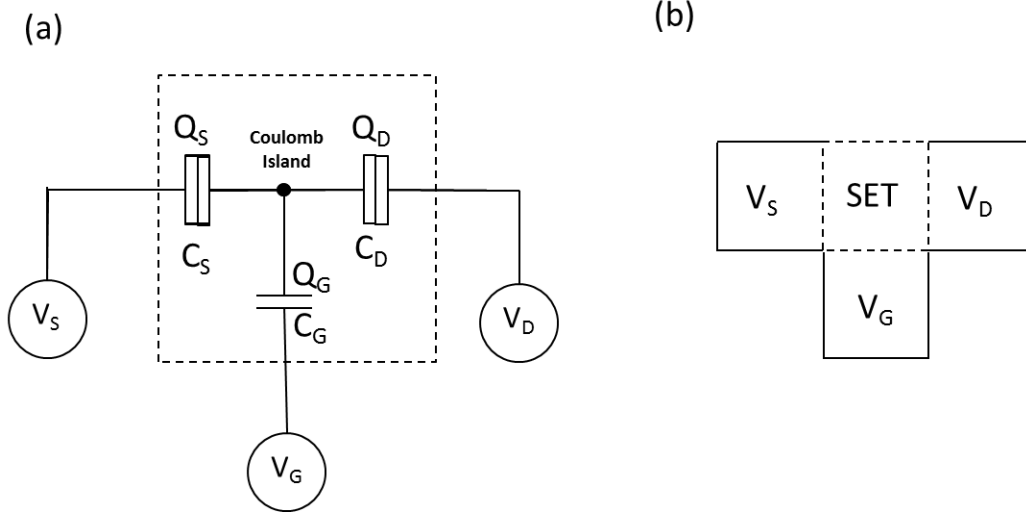 (a)
(b)
Q_S
Coulomb
Island
Q_D
C_S
C_D
Q_G
C_G
V_S
V_D
V_G
V_S
SET
V_D
V_G